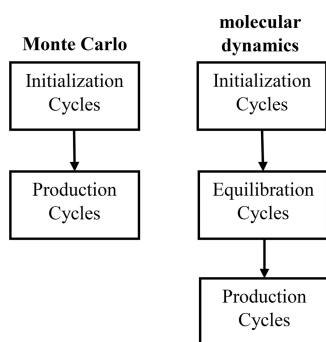 Monte Carlo
Initialization
Cycles
Production
Cycles
molecular
dynamics
Initialization
Cycles
Equilibration
Cycles
Production
Cycles